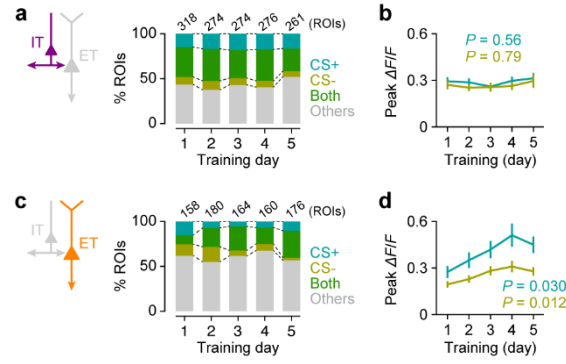 a
IT
ET
318 274 274 276 261 (ROIs)
% ROIs
100
50
0
CS+
CS-
Both
Others
1 2 3 4 5
Training day
b
Peak ΔF/F
0.6
0.3
0
P = 0.56
P = 0.79
1 2 3 4 5
Training (day)
c
IT
ET
158 180 164 160 176 (ROIs)
% ROIs
100
50
0
CS+
CS-
Both
Others
1 2 3 4 5
Training day
d
Peak ΔF/F
0.6
0.3
0
P = 0.030
P = 0.012
1 2 3 4 5
Training (day)